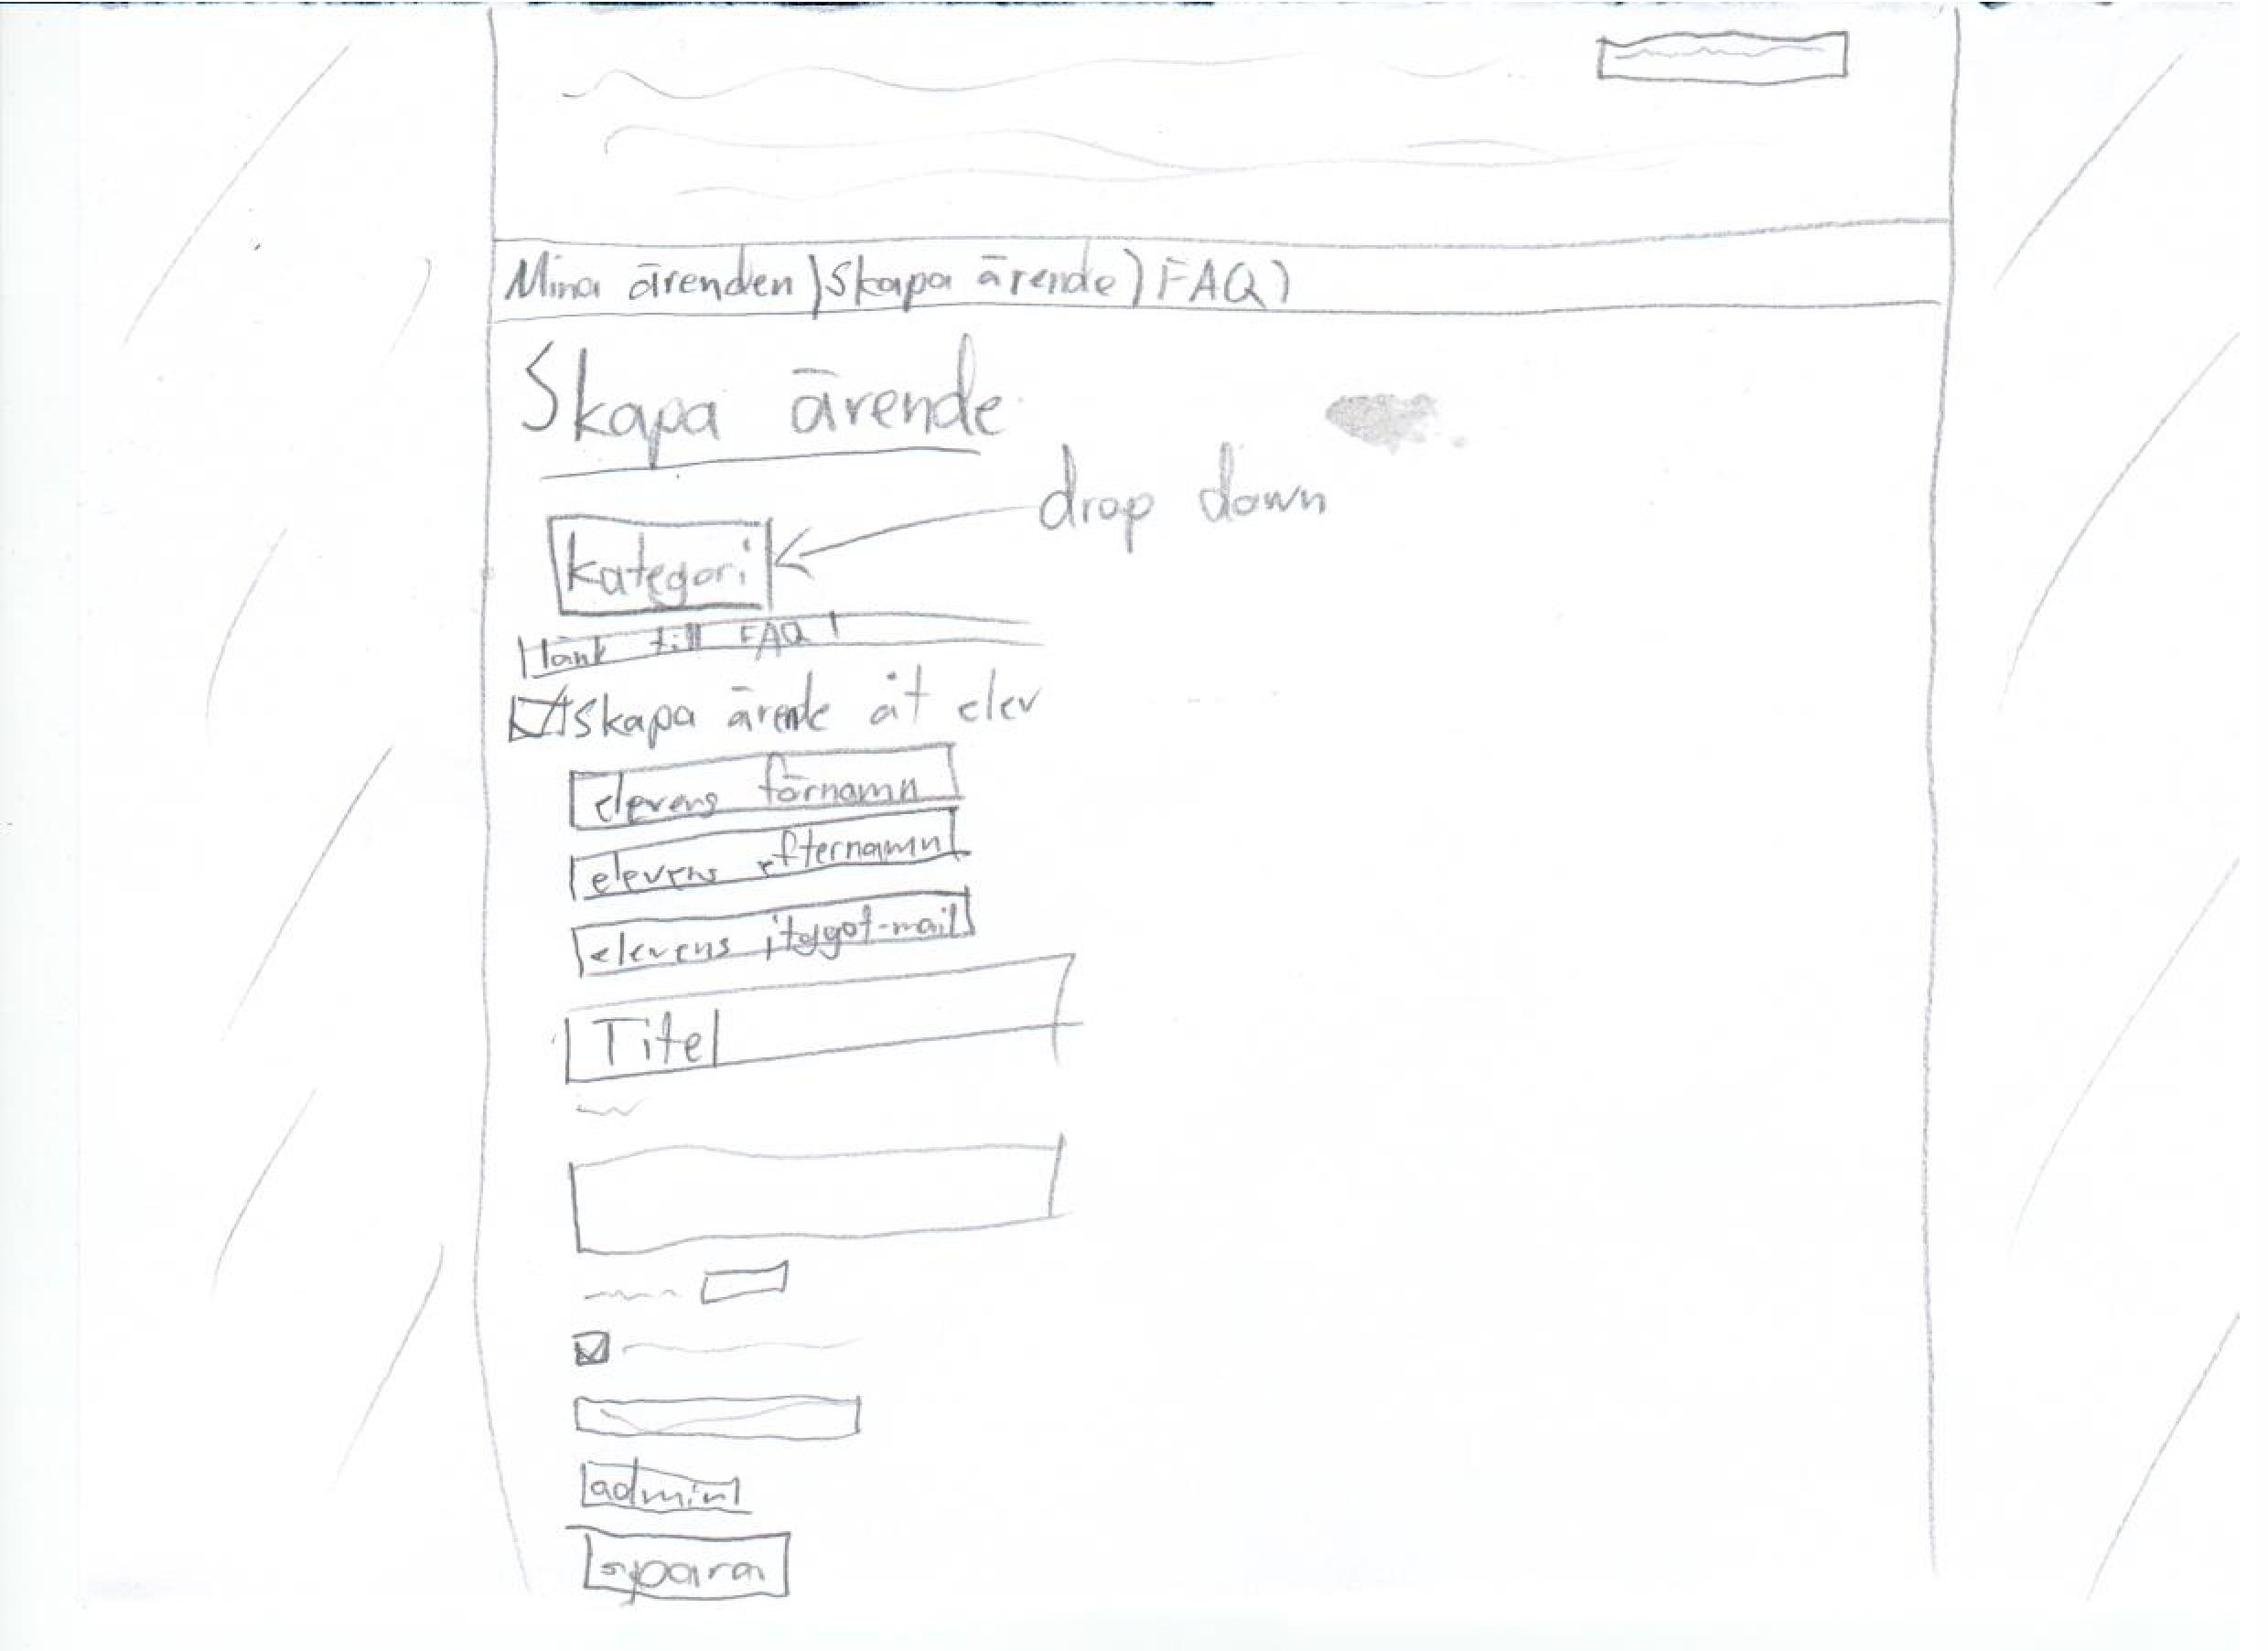 Mina ärenden Skapa ärende FAQ
Skapa ärende
drop down
kategori
länk till FAQ
Skapa ärende åt elev
elevens förnamn
elevens efternamn
elevens itggot-mail
Titel
admin
spara